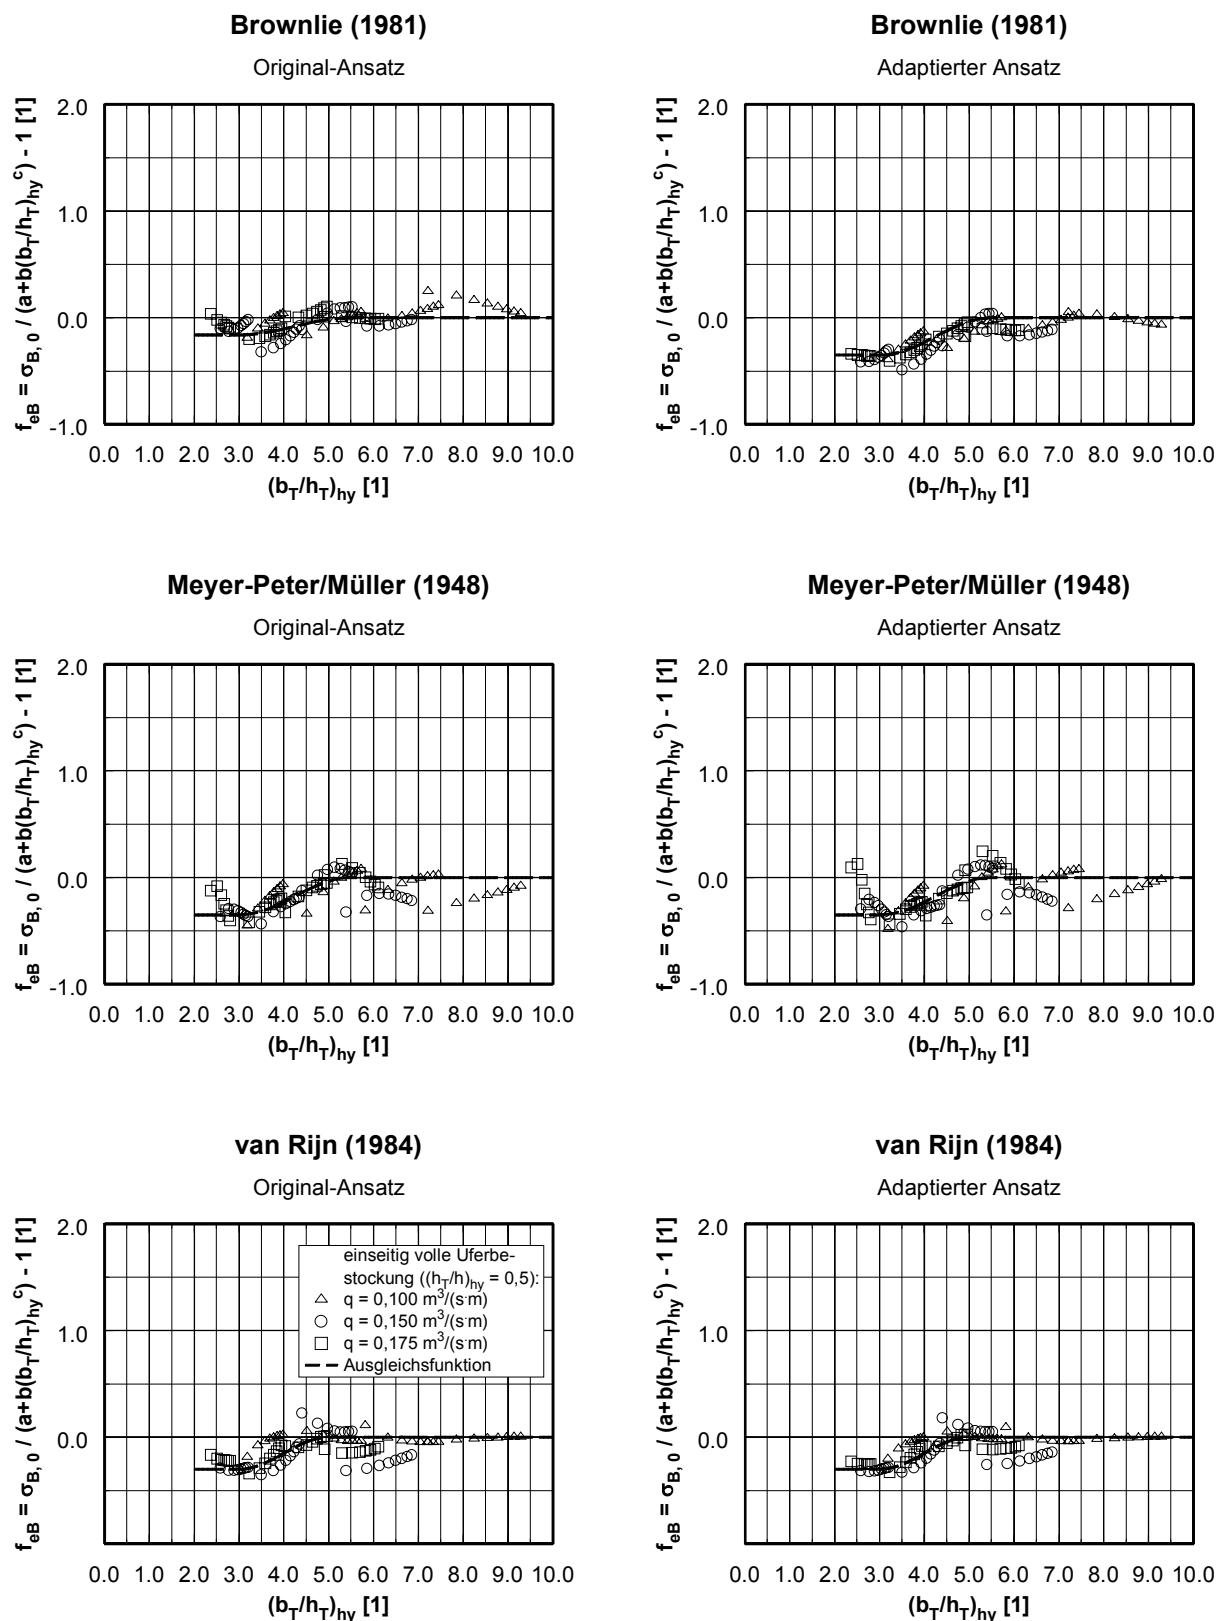 Brownlie (1981)
Original-Ansatz
f_eB = σ_B, 0 / (a+b(b_T/h_T)_hy^c) - 1 [1]
2.0
1.0
0.0
-1.0
0.0 1.0 2.0 3.0 4.0 5.0 6.0 7.0 8.0 9.0 10.0
(b_T/h_T)_hy [1]
Brownlie (1981)
Adaptierter Ansatz
f_eB = σ_B, 0 / (a+b(b_T/h_T)_hy^c) - 1 [1]
2.0
1.0
0.0
-1.0
0.0 1.0 2.0 3.0 4.0 5.0 6.0 7.0 8.0 9.0 10.0
(b_T/h_T)_hy [1]
Meyer-Peter/Müller (1948)
Original-Ansatz
f_eB = σ_B, 0 / (a+b(b_T/h_T)_hy^c) - 1 [1]
2.0
1.0
0.0
-1.0
0.0 1.0 2.0 3.0 4.0 5.0 6.0 7.0 8.0 9.0 10.0
(b_T/h_T)_hy [1]
Meyer-Peter/Müller (1948)
Adaptierter Ansatz
f_eB = σ_B, 0 / (a+b(b_T/h_T)_hy^c) - 1 [1]
2.0
1.0
0.0
-1.0
0.0 1.0 2.0 3.0 4.0 5.0 6.0 7.0 8.0 9.0 10.0
(b_T/h_T)_hy [1]
van Rijn (1984)
Original-Ansatz
f_eB = σ_B, 0 / (a+b(b_T/h_T)_hy^c) - 1 [1]
2.0
1.0
0.0
einseitig volle Uferbe-
stockung ((h_T/h)_hy = 0,5):
q = 0,100 m³/(s·m)
q = 0,150 m³/(s·m)
q = 0,175 m³/(s·m)
Ausgleichsfunktion
0.0 1.0 2.0 3.0 4.0 5.0 6.0 7.0 8.0 9.0 10.0
(b_T/h_T)_hy [1]
van Rijn (1984)
Adaptierter Ansatz
f_eB = σ_B, 0 / (a+b(b_T/h_T)_hy^c) - 1 [1]
2.0
1.0
0.0
0.0 1.0 2.0 3.0 4.0 5.0 6.0 7.0 8.0 9.0 10.0
(b_T/h_T)_hy [1]